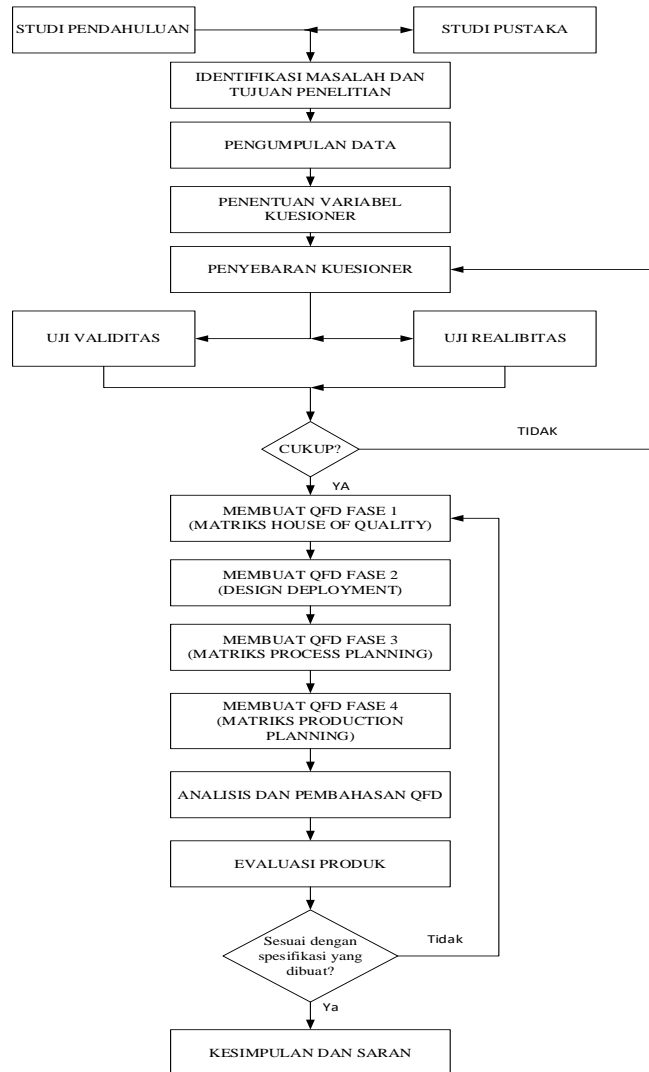 STUDI PENDAHULUAN
STUDI PUSTAKA
IDENTIFIKASI MASALAH DAN
TUJUAN PENELITIAN
PENGUMPULAN DATA
PENENTUAN VARIABEL
KUESIONER
PENYEBARAN KUESIONER
UJI VALIDITAS
UJI REALIBITAS
CUKUP?
TIDAK
YA
MEMBUAT QFD FASE 1
(MATRIKS HOUSE OF QUALITY)
MEMBUAT QFD FASE 2
(DESIGN DEPLOYMENT)
MEMBUAT QFD FASE 3
(MATRIKS PROCESS PLANNING)
MEMBUAT QFD FASE 4
(MATRIKS PRODUCTION
PLANNING)
ANALISIS DAN PEMBAHASAN QFD
EVALUASI PRODUK
Sesuai dengan
spesifikasi yang
dibuat?
Tidak
Ya
KESIMPULAN DAN SARAN